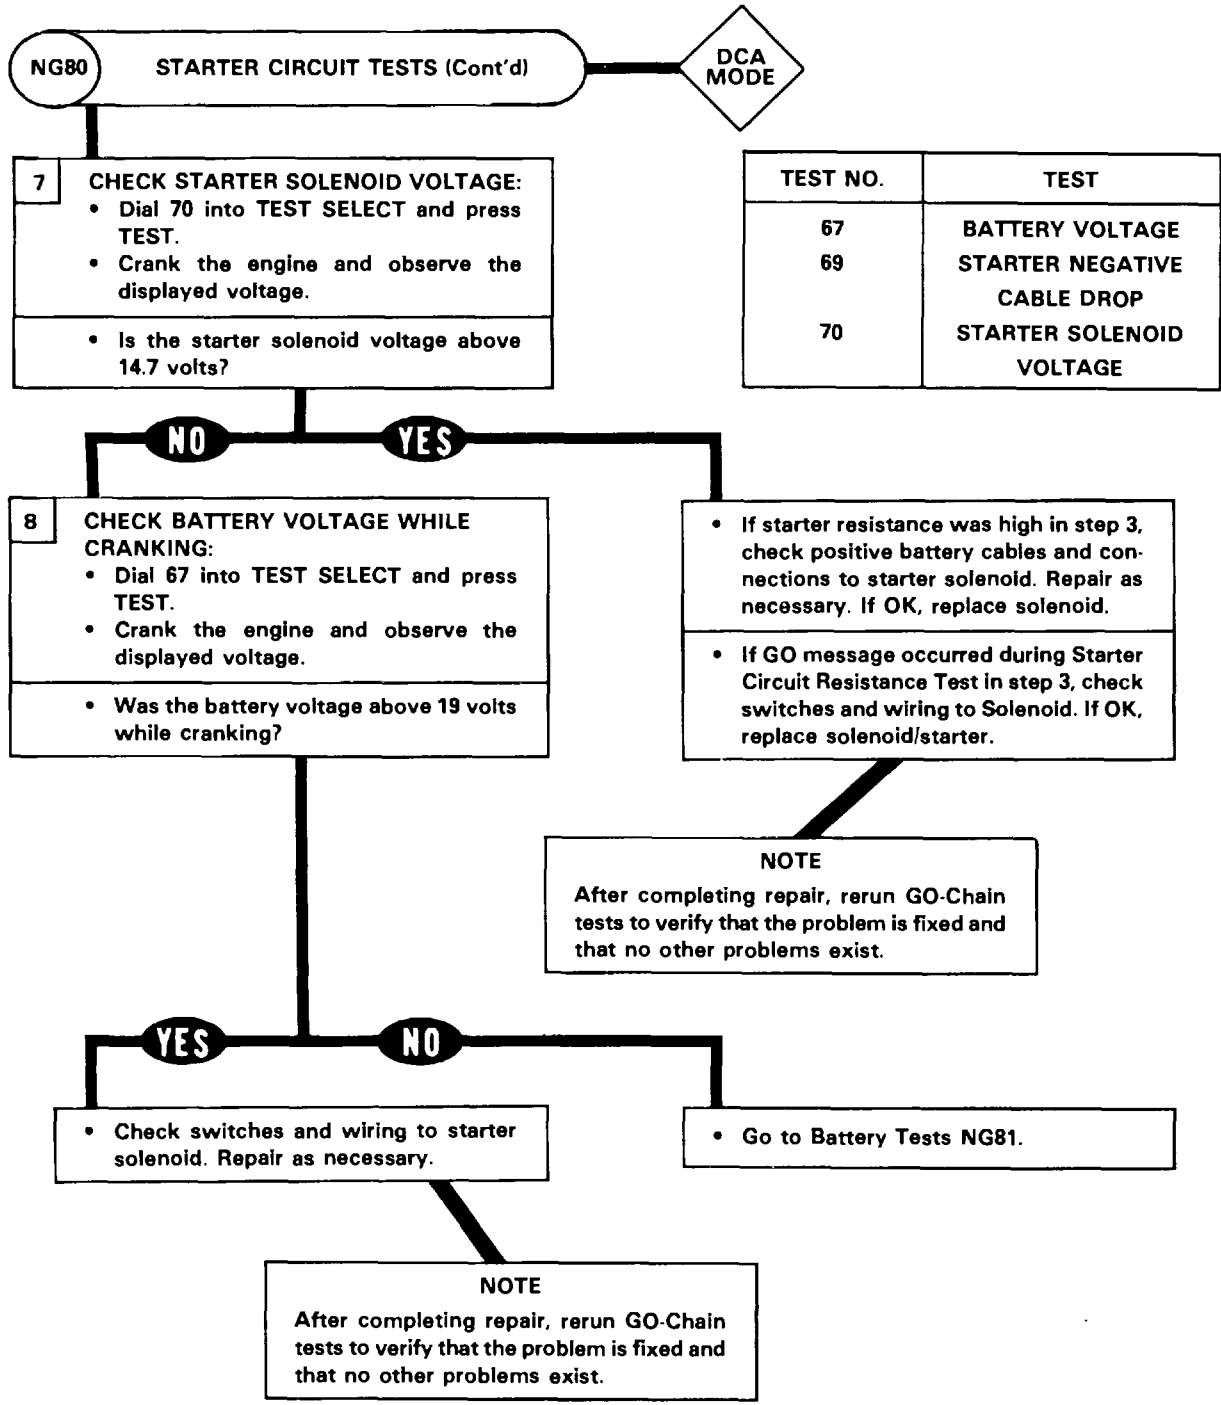 NG80
STARTER CIRCUIT TESTS (Cont'd)
DCA
MODE
7
CHECK STARTER SOLENOID VOLTAGE:
• Dial 70 into TEST SELECT and press
TEST.
• Crank the engine and observe the
displayed voltage.
• Is the starter solenoid voltage above
14.7 volts?
TEST NO. TEST
67 BATTERY VOLTAGE
69 STARTER NEGATIVE
CABLE DROP
70 STARTER SOLENOID
VOLTAGE
NO
YES
8
CHECK BATTERY VOLTAGE WHILE
CRANKING:
• Dial 67 into TEST SELECT and press
TEST.
• Crank the engine and observe the
displayed voltage.
• Was the battery voltage above 19 volts
while cranking?
• If starter resistance was high in step 3,
check positive battery cables and con-
nections to starter solenoid. Repair as
necessary. If OK, replace solenoid.
• If GO message occurred during Starter
Circuit Resistance Test in step 3, check
switches and wiring to Solenoid. If OK,
replace solenoid/starter.
NOTE
After completing repair, rerun GO-Chain
tests to verify that the problem is fixed and
that no other problems exist.
YES
NO
• Check switches and wiring to starter
solenoid. Repair as necessary.
• Go to Battery Tests NG81.
NOTE
After completing repair, rerun GO-Chain
tests to verify that the problem is fixed and
that no other problems exist.